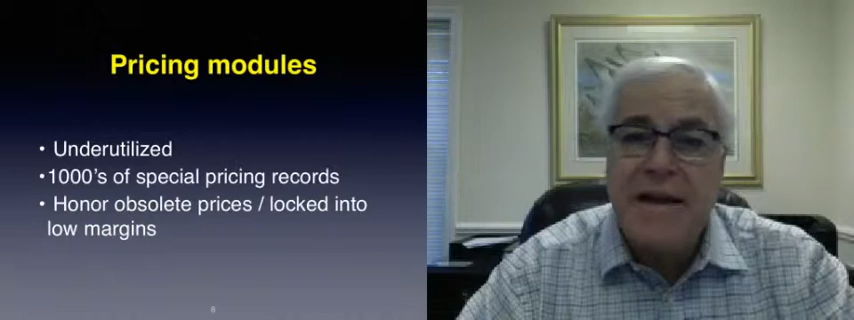 Pricing modules
• Underutilized
•1000's of special pricing records
• Honor obsolete prices / locked into
low margins
8